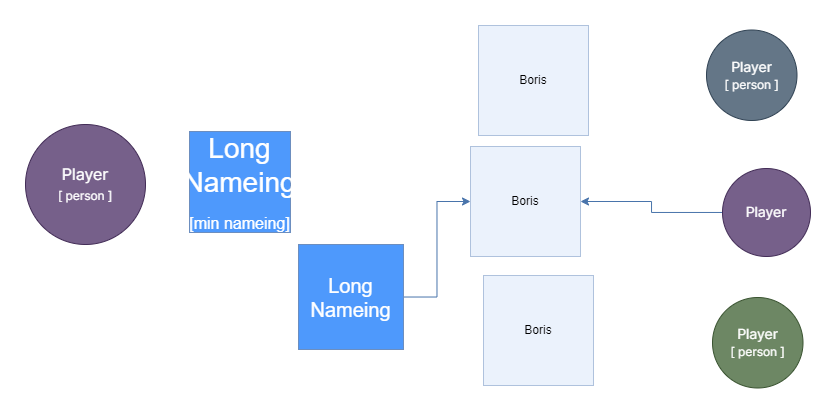 Player
[ person ]
Long
Nameing
[min nameing]
Long
Nameing
Boris
Boris
Boris
Player
[ person ]
Player
Player
[ person ]